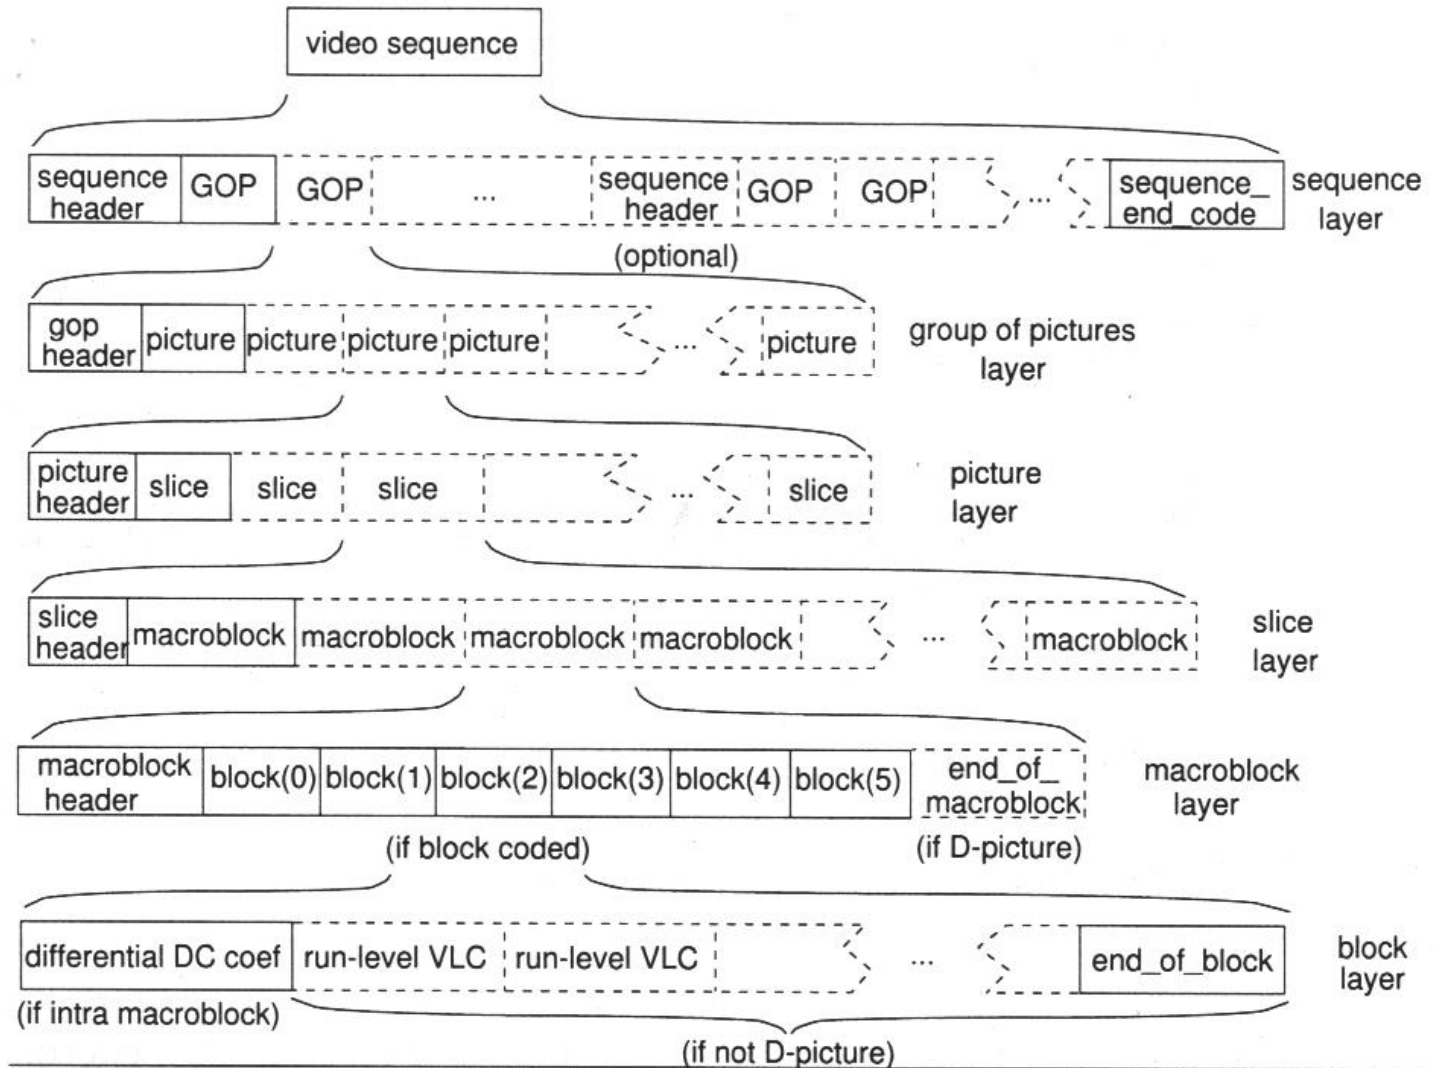 video sequence
sequence header GOP GOP ... sequence header GOP GOP ... sequence_ end_code sequence layer
(optional)
gop header picture picture picture picture ... picture group of pictures layer
picture header slice slice slice ... slice picture layer
slice header macroblock macroblock macroblock macroblock ... macroblock slice layer
macroblock header block(0) block(1) block(2) block(3) block(4) block(5) end_of_ macroblock macroblock layer
(if block coded) (if D-picture)
differential DC coef run-level VLC run-level VLC ... end_of_block block layer
(if intra macroblock)
(if not D-picture)